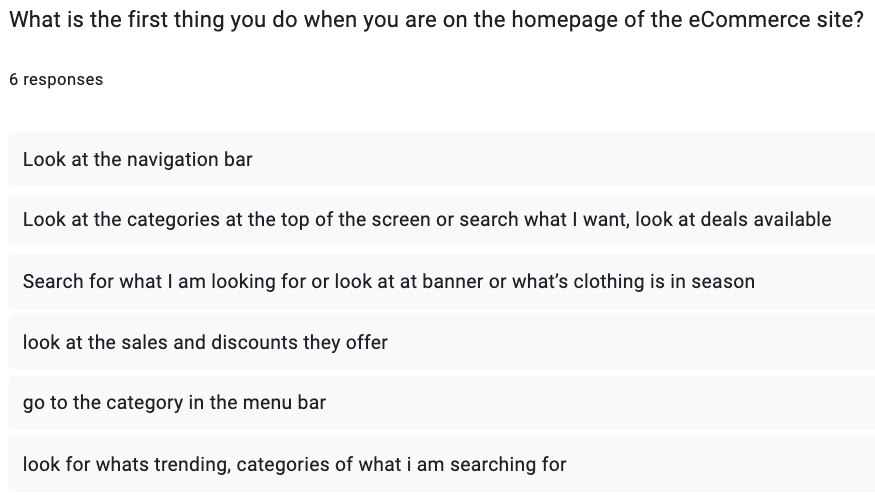 What is the first thing you do when you are on the homepage of the eCommerce site?
6 responses
Look at the navigation bar
Look at the categories at the top of the screen or search what I want, look at deals available
Search for what I am looking for or look at at banner or what’s clothing is in season
look at the sales and discounts they offer
go to the category in the menu bar
look for whats trending, categories of what i am searching for